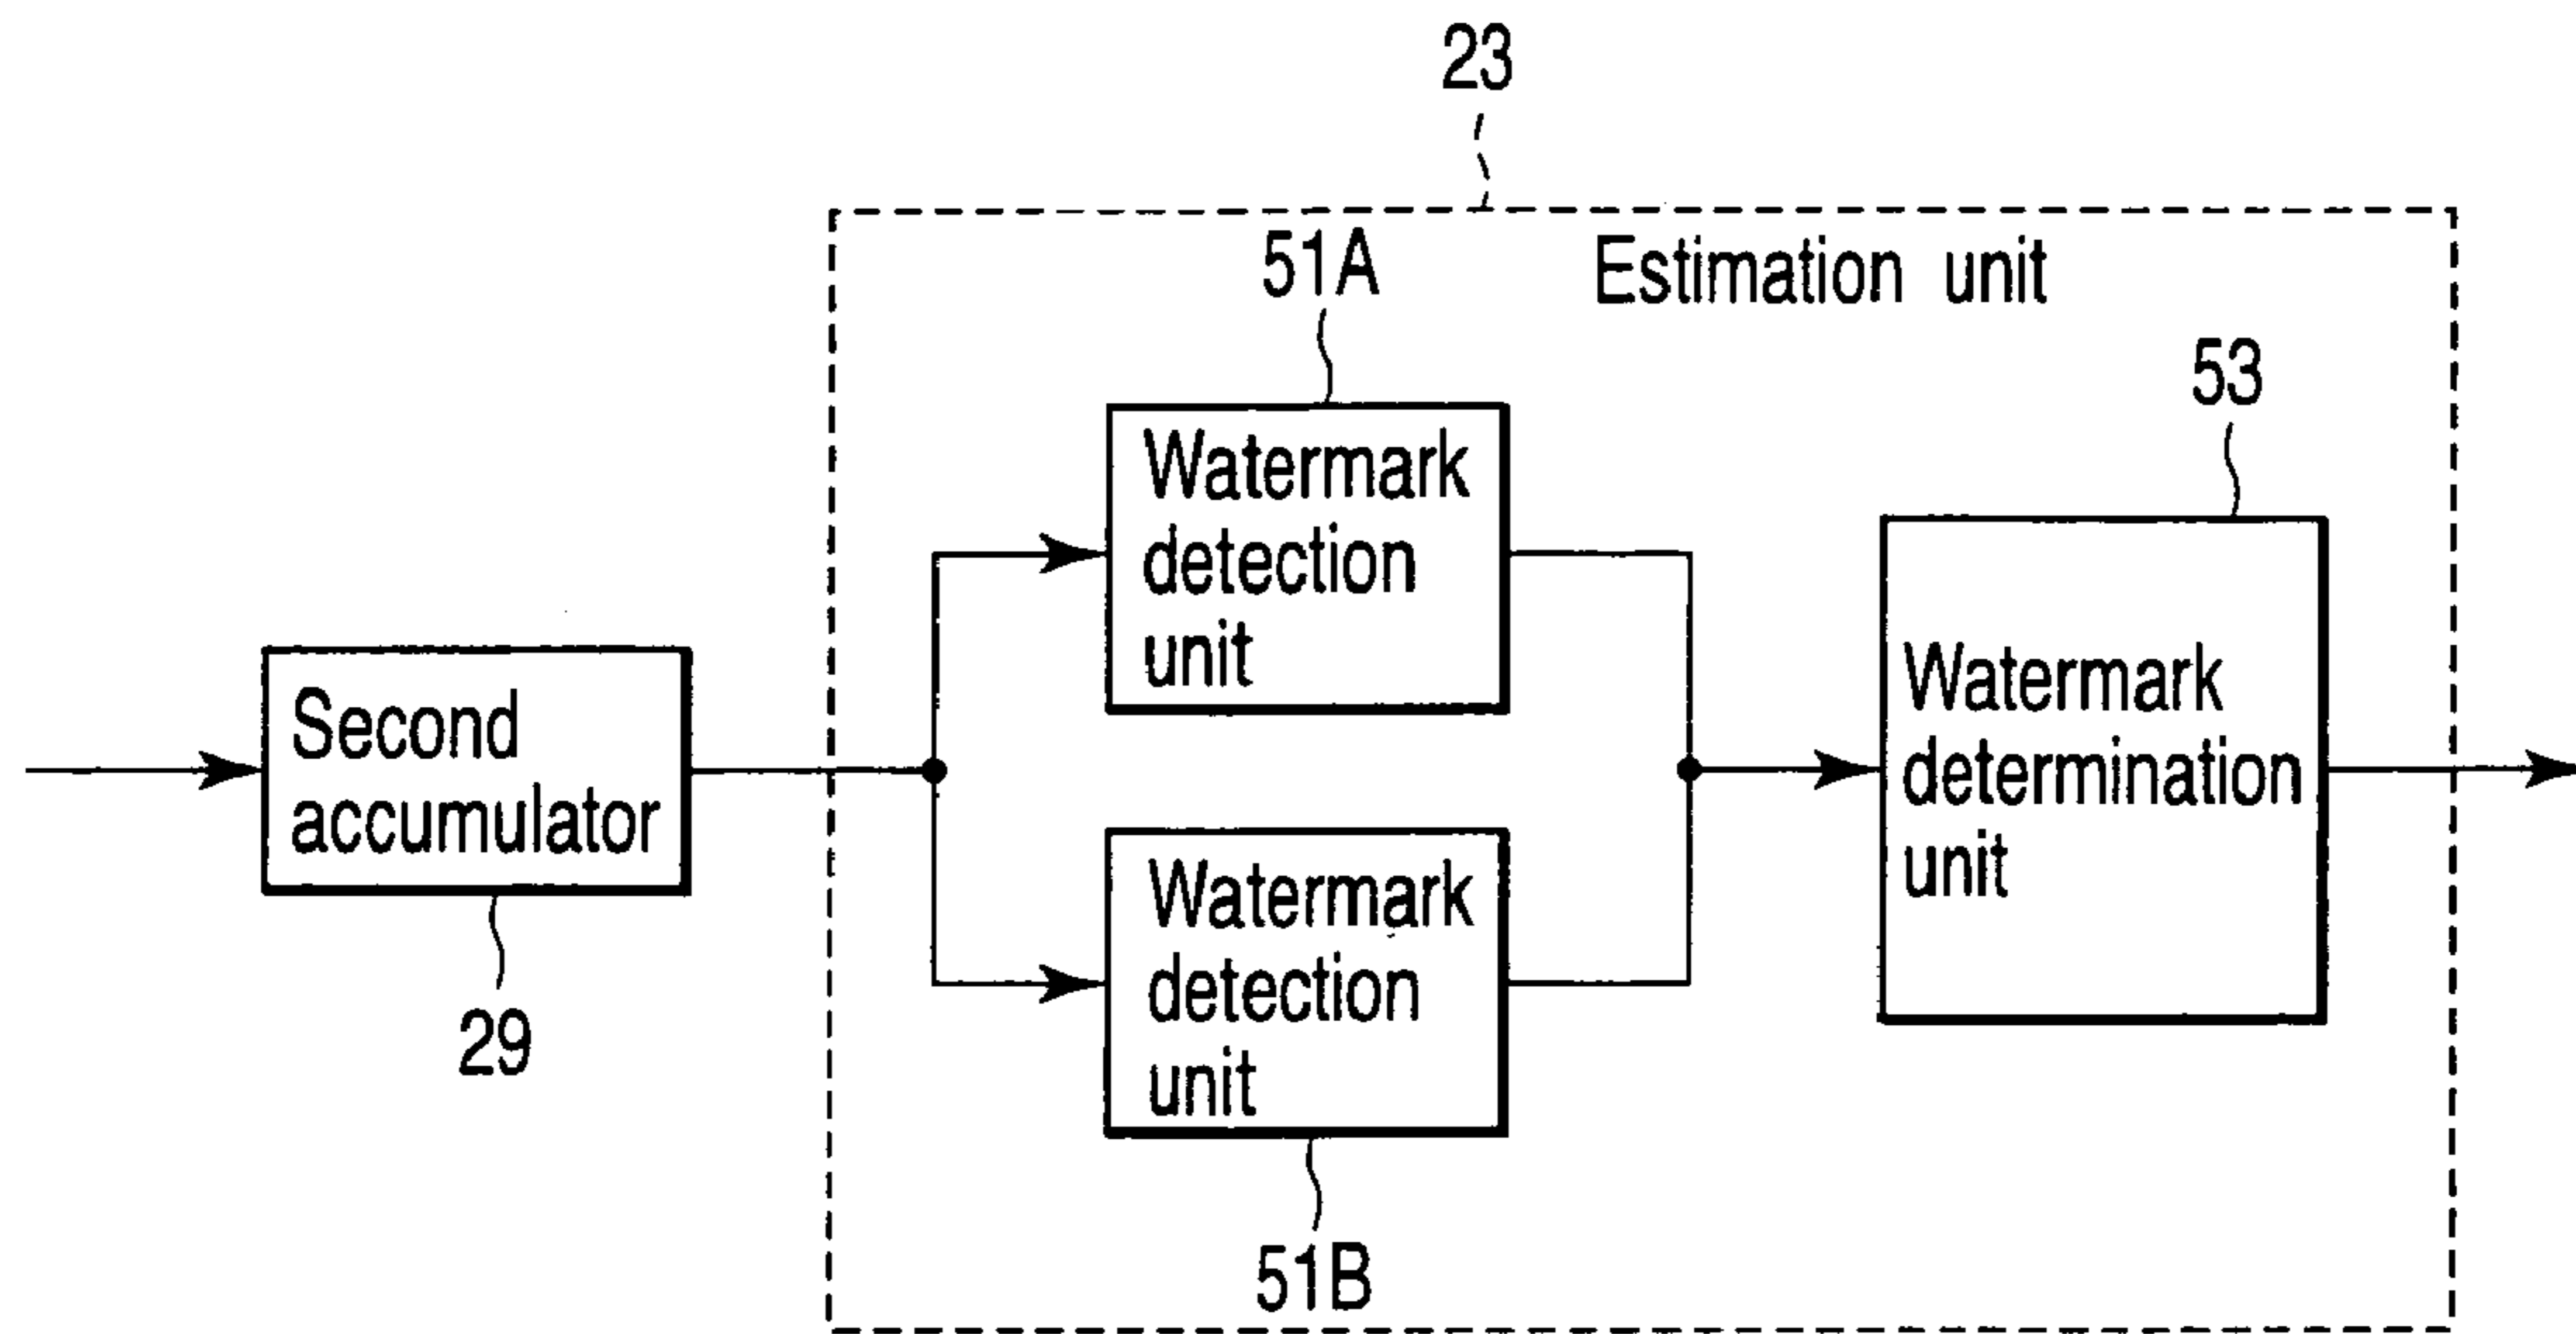 23
Estimation unit
51A
Watermark
detection
unit
53
Watermark
determination
unit
Second
accumulator
29
Watermark
detection
unit
51B